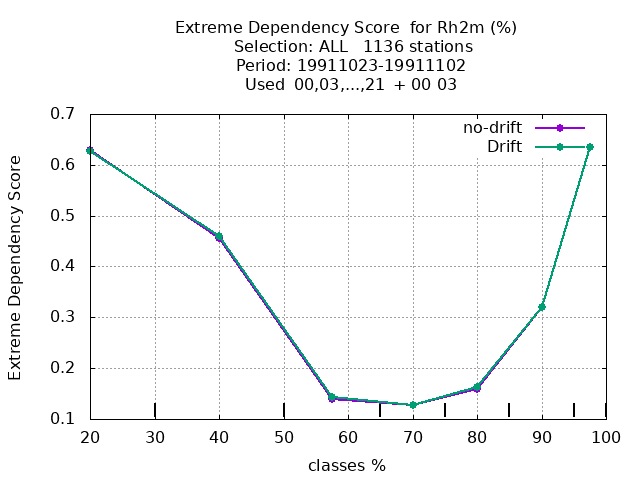 Extreme Dependency Score  for Rh2m (%)
Selection: ALL   1136 stations
Period: 19911023-19911102
Used  00,03,...,21  + 00 03
no-drift
Drift
Extreme Dependency Score
0.7
0.6
0.5
0.4
0.3
0.2
0.1
20 30 40 50 60 70 80 90 100
classes %